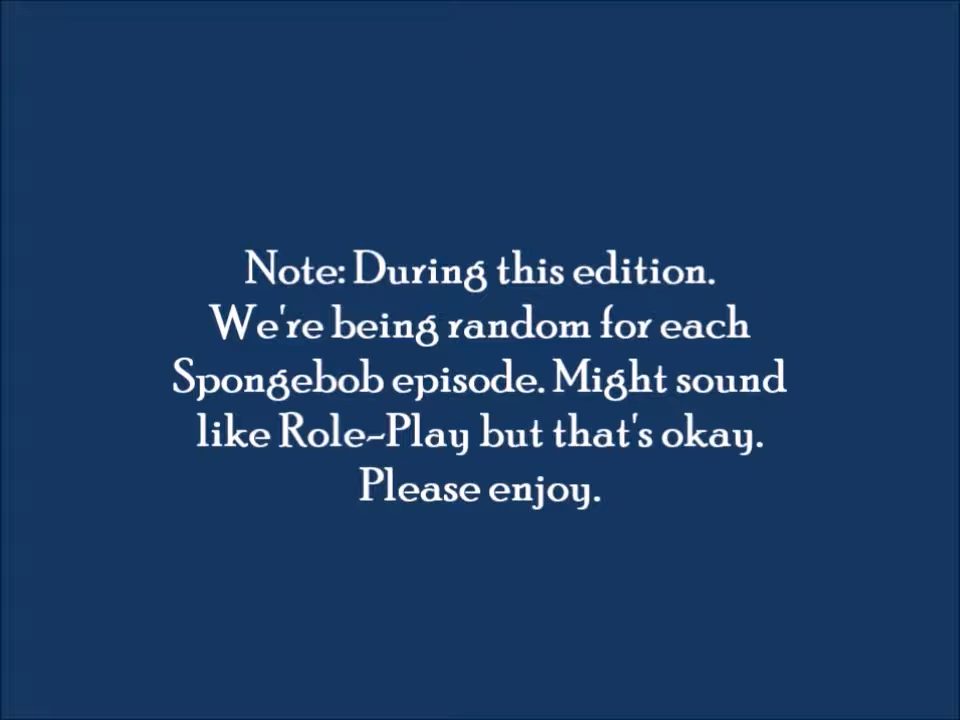 Note: During this edition.
We're being random for each
Spongebob episode. Might sound
like Role-Play but that's okay.
Please enjoy.